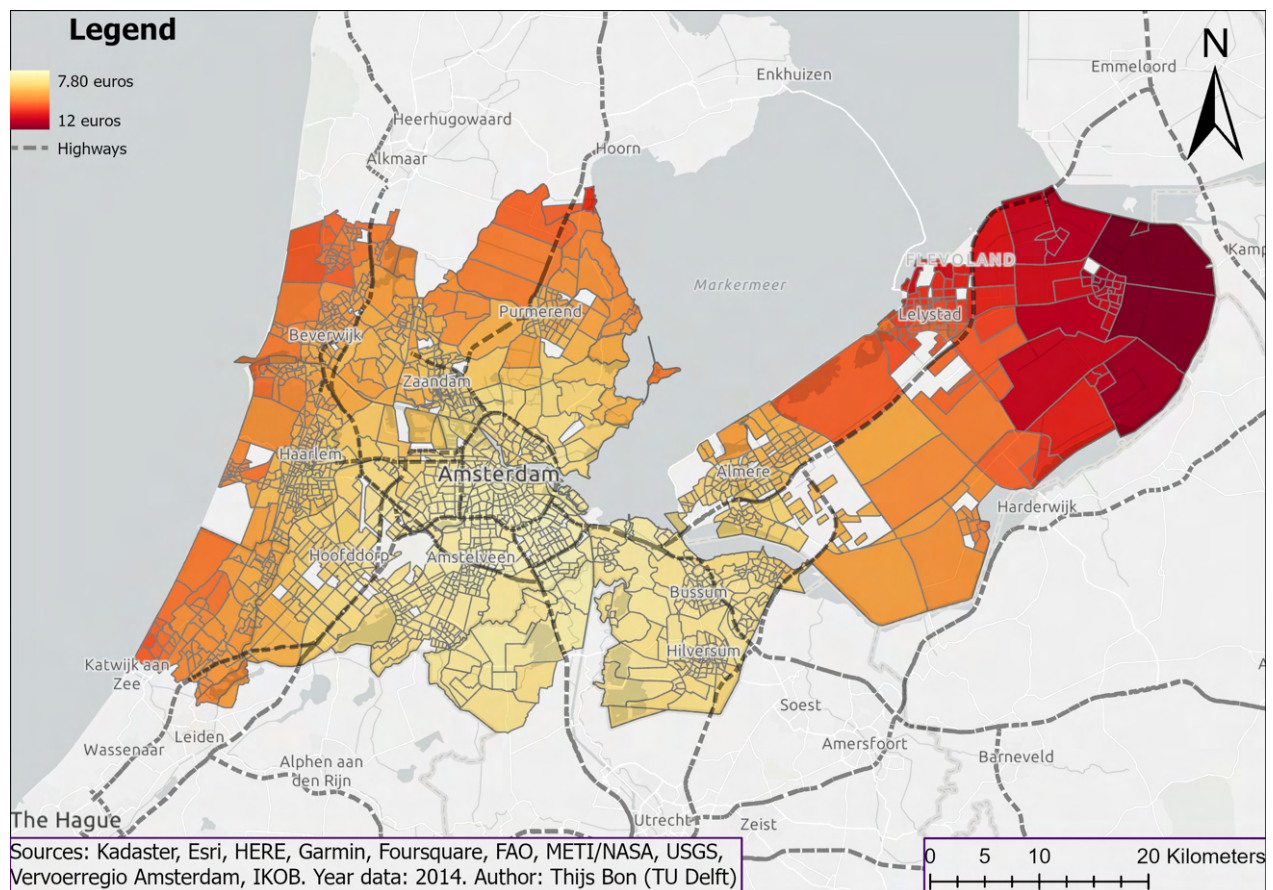 Legend
7.80 euros
12 euros
Highways
N
Enkhuizen
Emmeloord
Heerhugowaard
Alkmaar
Hoorn
Kamp
FLEVOLAND
Markermeer
Purmerend
Lelystad
Beverwijk
Zaandam
Haarlem
Amsterdam
Almere
Harderwijk
Hoofddorp
Amstelveen
Bussum
Hilversum
Katwijk aan
Zee
A
Soest
Wassenaar
Leiden
Amersfoort
Barneveld
Alphen aan
den Rijn
The Hague
Utrecht
Zeist
Sources: Kadaster, Esri, HERE, Garmin, Foursquare, FAO, METI/NASA, USGS,
Vervoerregio Amsterdam, IKOB. Year data: 2014. Author: Thijs Bon (TU Delft)
0 5 10 20 Kilometers